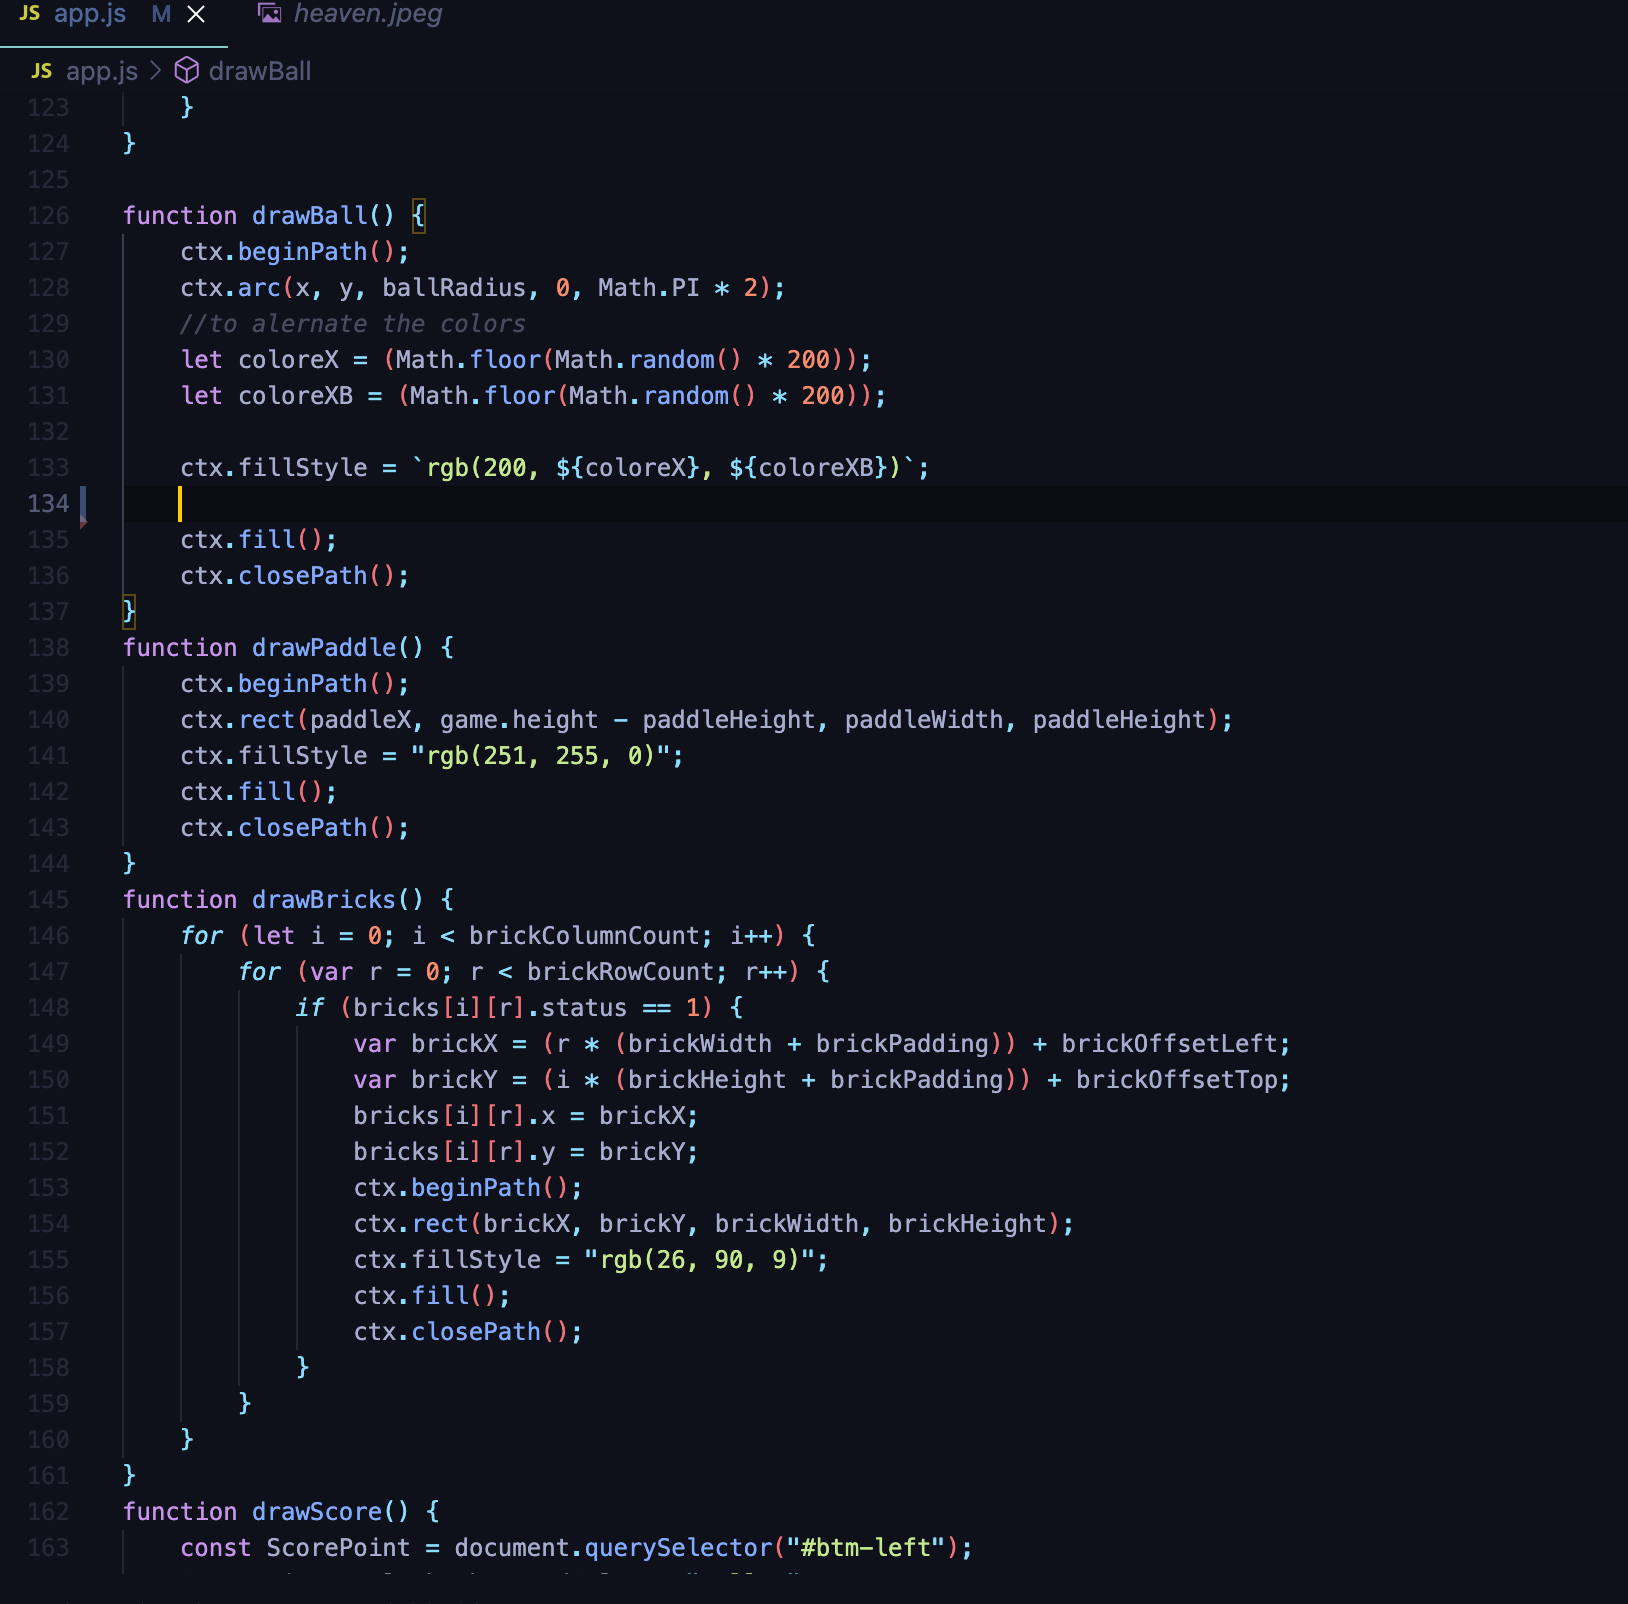 JS app.js M × heaven.jpeg
JS app.js > drawBall
123 }
124 }
125
126 function drawBall() {
127 ctx.beginPath();
128 ctx.arc(x, y, ballRadius, 0, Math.PI * 2);
129 //to alernate the colors
130 let coloreX = (Math.floor(Math.random() * 200));
131 let coloreXB = (Math.floor(Math.random() * 200));
132
133 ctx.fillStyle = `rgb(200, ${coloreX}, ${coloreXB})`;
134
135 ctx.fill();
136 ctx.closePath();
137 }
138 function drawPaddle() {
139 ctx.beginPath();
140 ctx.rect(paddleX, game.height - paddleHeight, paddleWidth, paddleHeight);
141 ctx.fillStyle = "rgb(251, 255, 0)";
142 ctx.fill();
143 ctx.closePath();
144 }
145 function drawBricks() {
146 for (let i = 0; i < brickColumnCount; i++) {
147 for (var r = 0; r < brickRowCount; r++) {
148 if (bricks[i][r].status == 1) {
149 var brickX = (r * (brickWidth + brickPadding)) + brickOffsetLeft;
150 var brickY = (i * (brickHeight + brickPadding)) + brickOffsetTop;
151 bricks[i][r].x = brickX;
152 bricks[i][r].y = brickY;
153 ctx.beginPath();
154 ctx.rect(brickX, brickY, brickWidth, brickHeight);
155 ctx.fillStyle = "rgb(26, 90, 9)";
156 ctx.fill();
157 ctx.closePath();
158 }
159 }
160 }
161 }
162 function drawScore() {
163 const ScorePoint = document.querySelector("#btm-left");